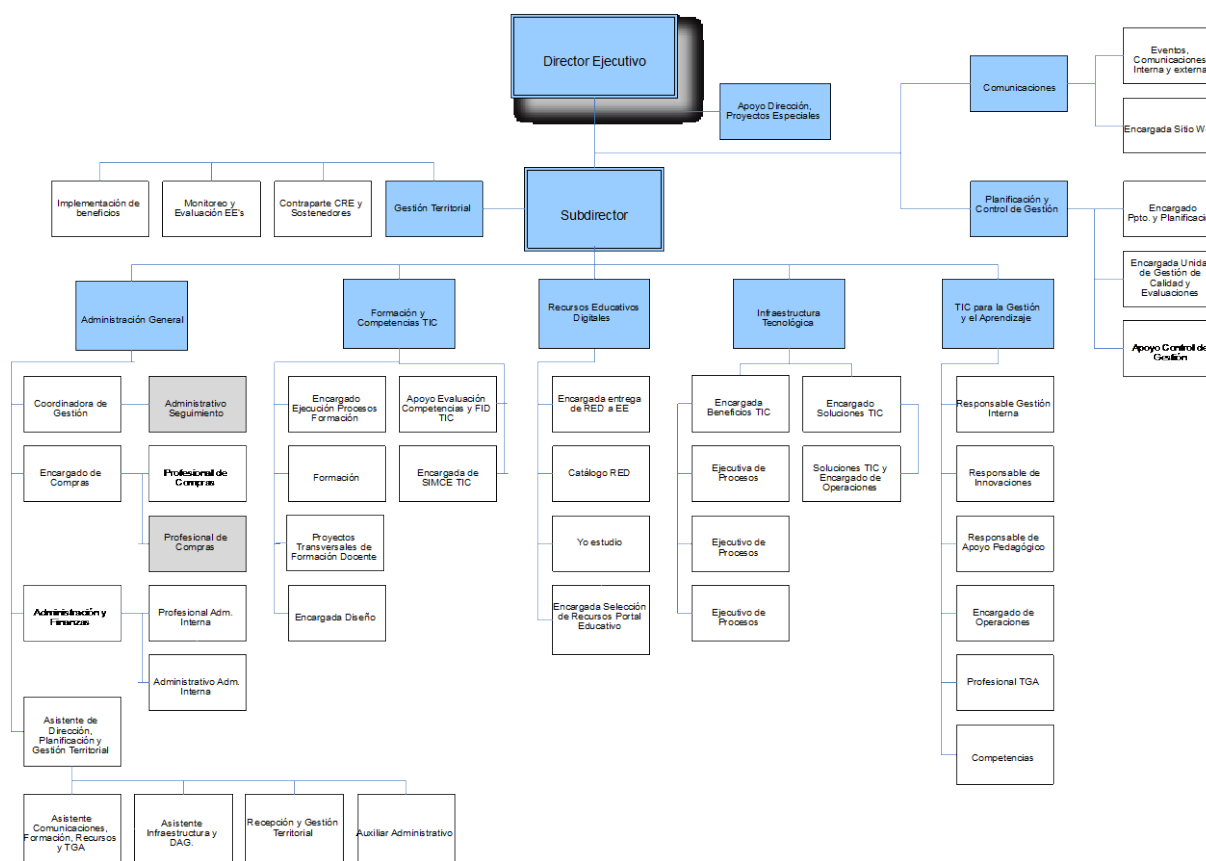 Director Ejecutivo
Apoyo Dirección,
Proyectos Especiales
Comunicaciones
Eventos,
Comunicaciones
Interna y externa
Encargada Sitio
Implementación de
beneficios
Monitoreo y
Evaluación EE's
Contraparte CRE y
Sostenedores
Gestión Territorial
Subdirector
Planificación y
Control de Gestión
Encargado
Ppto. y
Encargada
de Gestión de
Calidad y
Evaluaciones
Apoyo Control de
Gestión
Administración General
Formación y
Competencias TIC
Recursos Educativos
Digitales
Infraestructura
Tecnológica
TIC para la Gestión
y el Aprendizaje
Coordinadora de
Gestión
Administrativo
Seguimiento
Encargado de
Compras
Profesional de
Compras
Profesional de
Compras
Administración y
Finanzas
Profesional Adm.
Interna
Administrativo Adm.
Interna
Asistente de
Dirección,
Planificación y
Gestión Territorial
Asistente
Comunicaciones,
Formación, Recursos
y TGA
Asistente
Infraestructura y
DAG.
Recepción y Gestión
Territorial
Auxiliar Administrativo
Encargado
Ejecución Procesos
Formación
Apoyo Evaluación
Competencias y FID
TIC
Formación
Encargada de
SIMCE TIC
Proyectos
Transversales de
Formación Docente
Encargada Diseño
Encargada entrega
de RED a EE
Catálogo RED
Yo estudio
Encargada Selección
de Recursos Portal
Educativo
Encargada
Beneficios TIC
Encargado
Soluciones TIC
Ejecutiva de
Procesos
Soluciones TIC y
Encargado de
Operaciones
Ejecutivo de
Procesos
Ejecutivo de
Procesos
Responsable Gestión
Interna
Responsable de
Innovaciones
Responsable de
Apoyo Pedagógico
Encargado de
Operaciones
Profesional TGA
Competencias